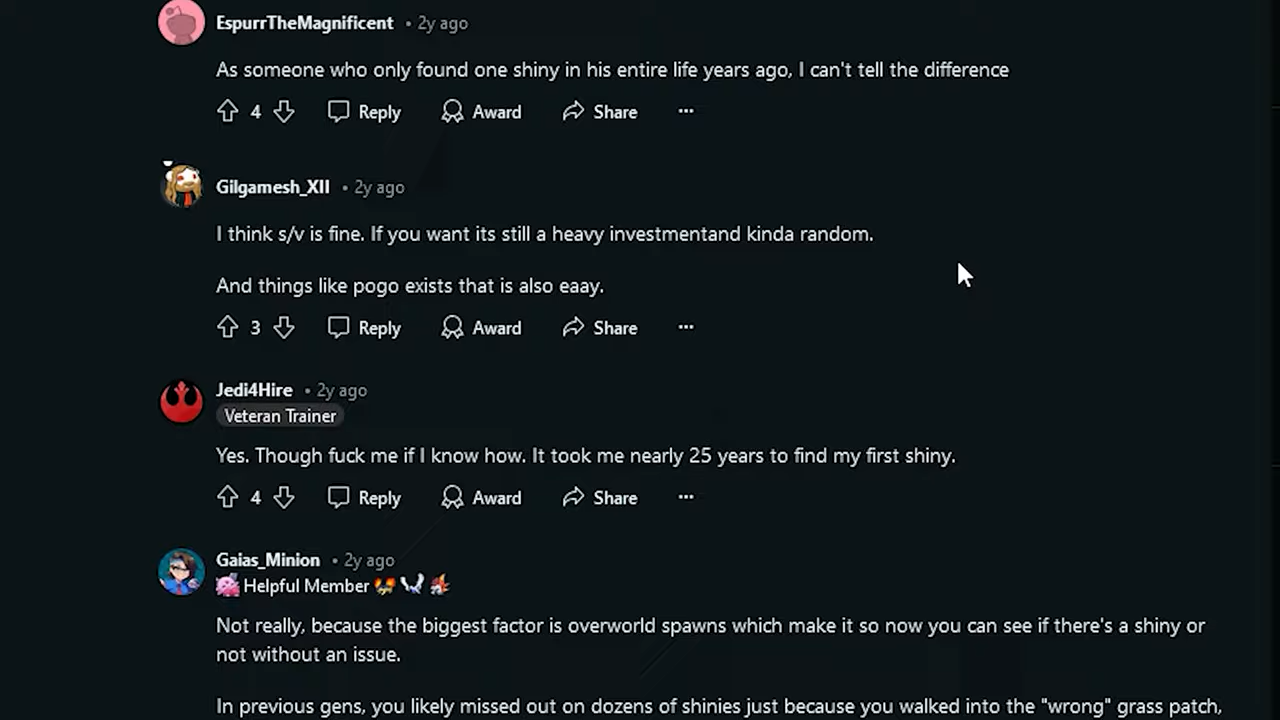 EspurrTheMagnificent • 2y ago
As someone who only found one shiny in his entire life years ago, I can't tell the difference
4 Reply Award Share ...
Gilgamesh_XII • 2y ago
I think s/v is fine. If you want its still a heavy investmentand kinda random.
And things like pogo exists that is also eaay.
3 Reply Award Share ...
Jedi4Hire • 2y ago
Veteran Trainer
Yes. Though fuck me if I know how. It took me nearly 25 years to find my first shiny.
4 Reply Award Share ...
Gaias_Minion • 2y ago
Helpful Member
Not really, because the biggest factor is overworld spawns which make it so now you can see if there's a shiny or
not without an issue.
In previous gens, you likely missed out on dozens of shinies just because you walked into the "wrong" grass patch,